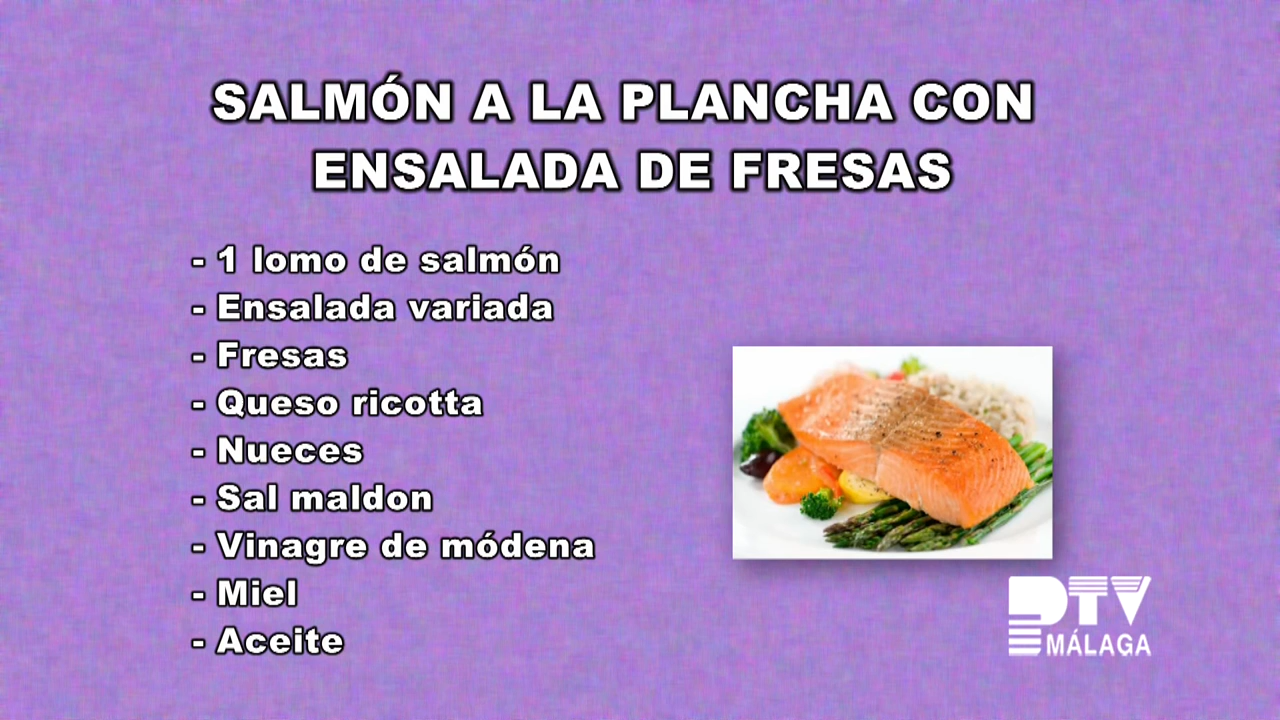 SALMÓN A LA PLANCHA CON
ENSALADA DE FRESAS
- 1 lomo de salmón
- Ensalada variada
- Fresas
- Queso ricotta
- Nueces
- Sal maldon
- Vinagre de módena
- Miel
- Aceite
PTV
MÁLAGA